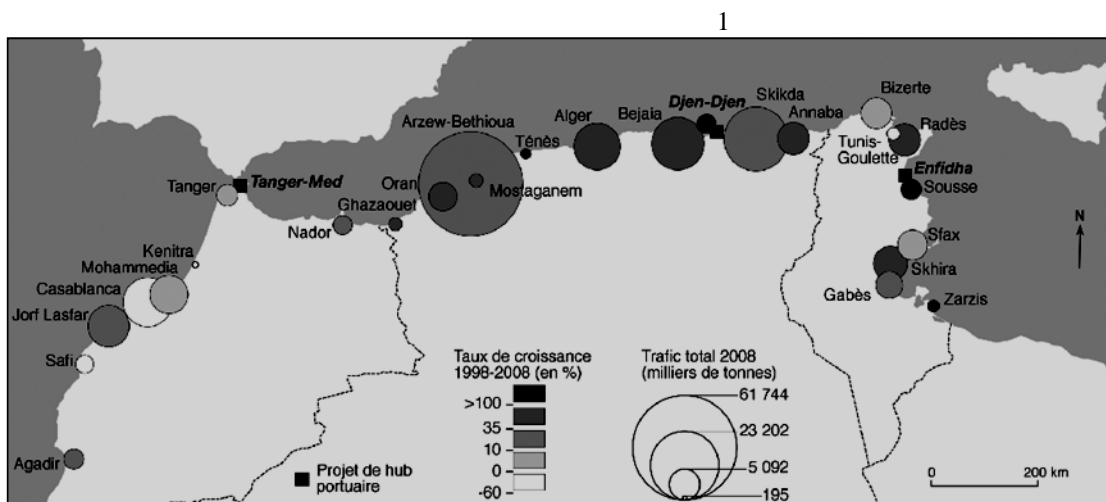 1
Bizerte
Skikda
Djen-Djen
Alger
Bejaia
Annaba
Arzew-Bethioua
Radès
Ténès
Tunis-
Goulette
Enfidha
Tanger-Med
Oran
Tanger
Mostaganem
Sousse
Ghazaouet
N
Nador
Sfax
Kenitra
Mohammedia
Skhira
Casablanca
Gabès
Zarzis
Jorf Lasfar
Safi
Taux de croissance
1998-2008 (en %)
>100
35
10
0
-60
Trafic total 2008
(milliers de tonnes)
61 744
23 202
5 092
195
Agadir
Projet de hub
portuaire
0 200 km